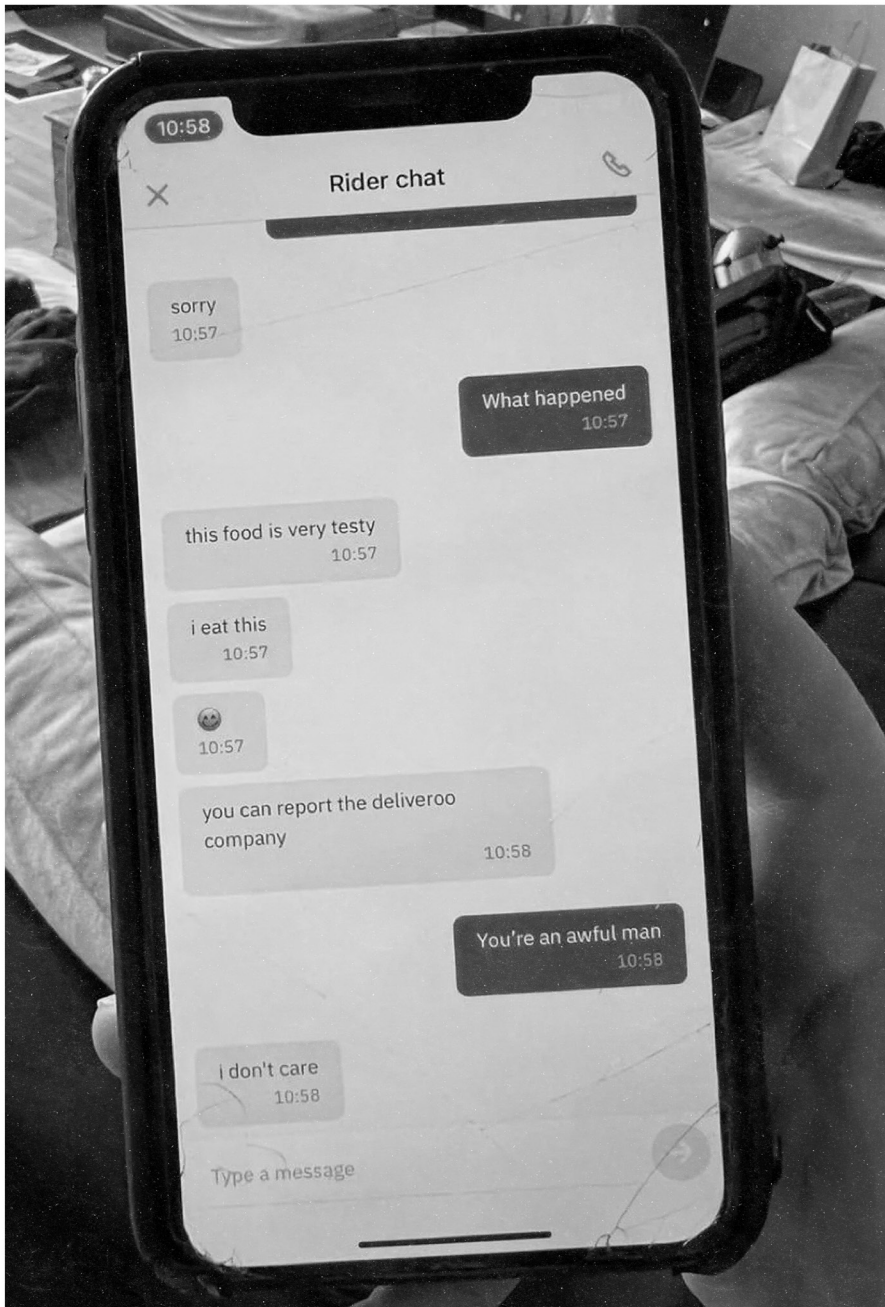 10:58
Rider chat
sorry
10:57
What happened
10:57
this food is very testy
10:57
i eat this
10:57
10:57
you can report the deliveroo
company
10:58
You're an awful man
10:58
i don't care
10:58
Type a message